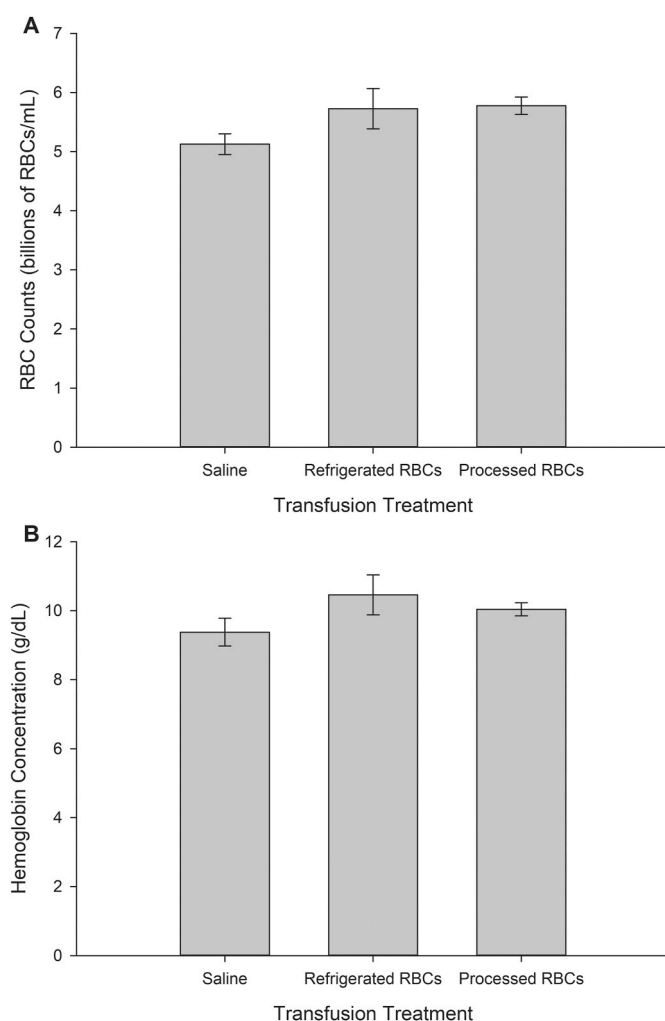 A
RBC Counts (billions of RBCs/mL)
7
6
5
4
3
2
1
0
Saline Refrigerated RBCs Processed RBCs
Transfusion Treatment
B
Hemoglobin Concentration (g/dL)
12
10
8
6
4
2
0
Saline Refrigerated RBCs Processed RBCs
Transfusion Treatment